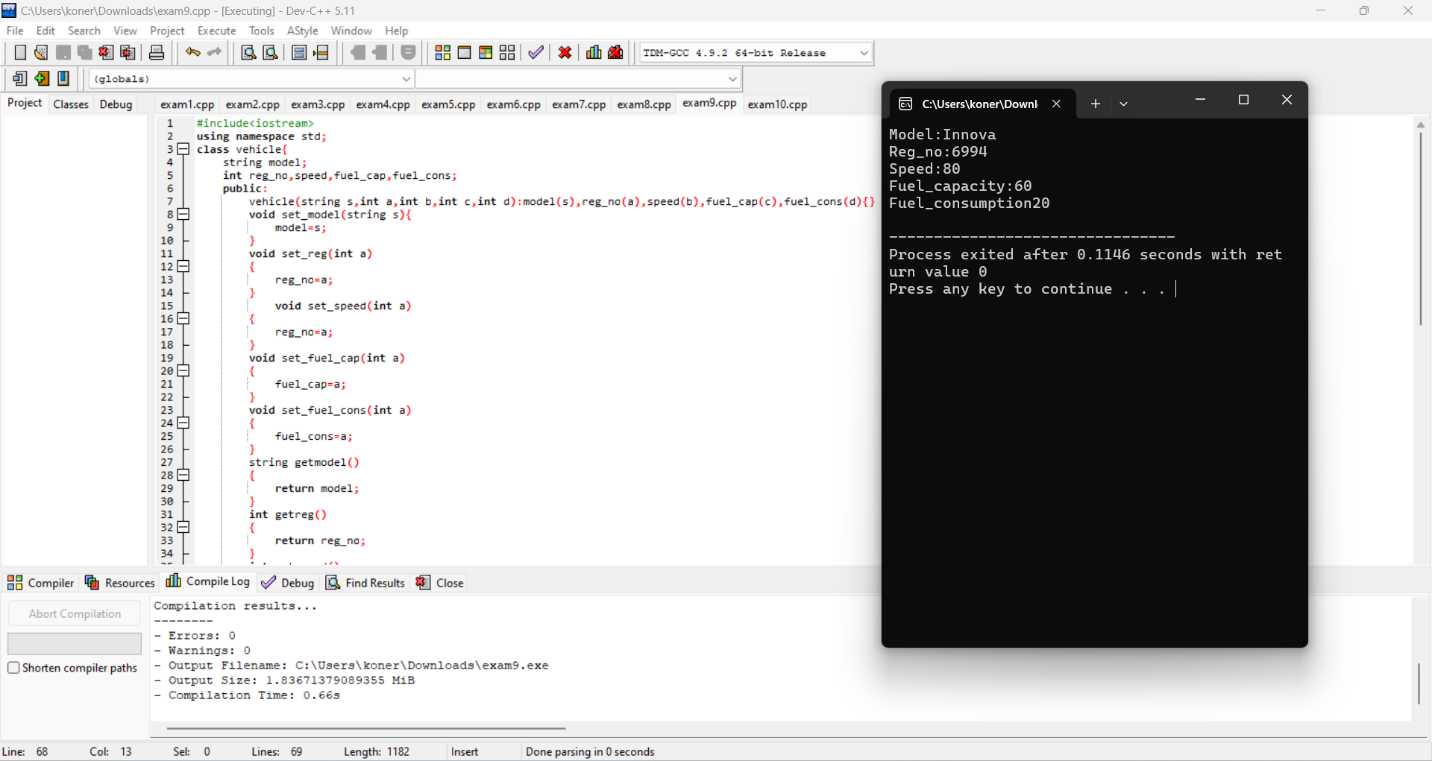 C:\Users\koner\Downloads\exam9.cpp - [Executing] - Dev-C++ 5.11
File Edit Search View Project Execute Tools AStyle Window Help
TDM-GCC 4.9.2 64-bit Release
(globals)
Project Classes Debug
exam1.cpp exam2.cpp exam3.cpp exam4.cpp exam5.cpp exam6.cpp exam7.cpp exam8.cpp exam9.cpp exam10.cpp
1 #include<iostream>
2 using namespace std;
3 class vehicle{
4 string model;
5 int reg_no,speed,fuel_cap,fuel_cons;
6 public:
7 vehicle(string s,int a,int b,int c,int d):model(s),reg_no(a),speed(b),fuel_cap(c),fuel_cons(d){}
8 void set_model(string s){
9 model=s;
10 }
11 void set_reg(int a)
12 {
13 reg_no=a;
14 }
15 void set_speed(int a)
16 {
17 reg_no=a;
18 }
19 void set_fuel_cap(int a)
20 {
21 fuel_cap=a;
22 }
23 void set_fuel_cons(int a)
24 {
25 fuel_cons=a;
26 }
27 string getmodel()
28 {
29 return model;
30 }
31 int getreg()
32 {
33 return reg_no;
34 }
C:\Users\koner\Downl
Model:Innova
Reg_no:6994
Speed:80
Fuel_capacity:60
Fuel_consumption20
--------------------------------
Process exited after 0.1146 seconds with ret
urn value 0
Press any key to continue . . .
Compiler Resources Compile Log Debug Find Results Close
Abort Compilation
Shorten compiler paths
Compilation results...
--------
- Errors: 0
- Warnings: 0
- Output Filename: C:\Users\koner\Downloads\exam9.exe
- Output Size: 1.83671379089355 MiB
- Compilation Time: 0.66s
Line: 68 Col: 13 Sel: 0 Lines: 69 Length: 1182 Insert Done parsing in 0 seconds